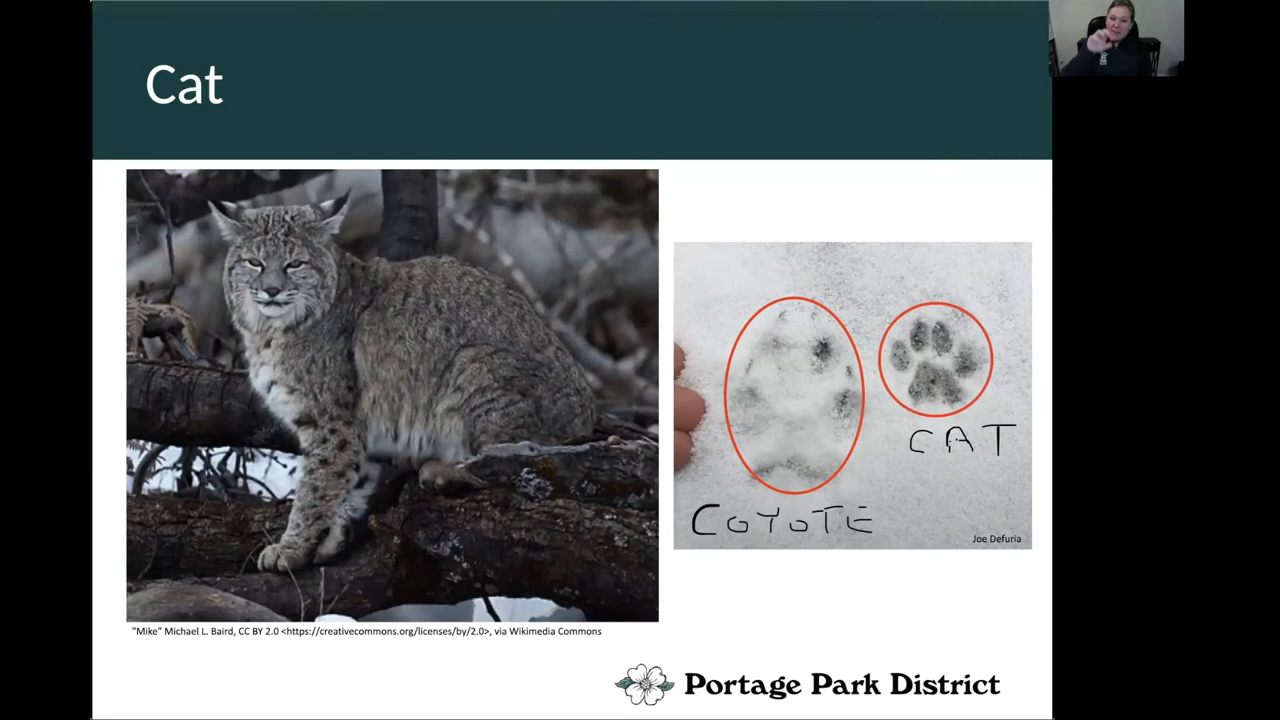 Cat
CAT
COYOTE
Joe Defuria
"Mike" Michael L. Baird, CC BY 2.0 <https://creativecommons.org/licenses/by/2.0>, via Wikimedia Commons
Portage Park District